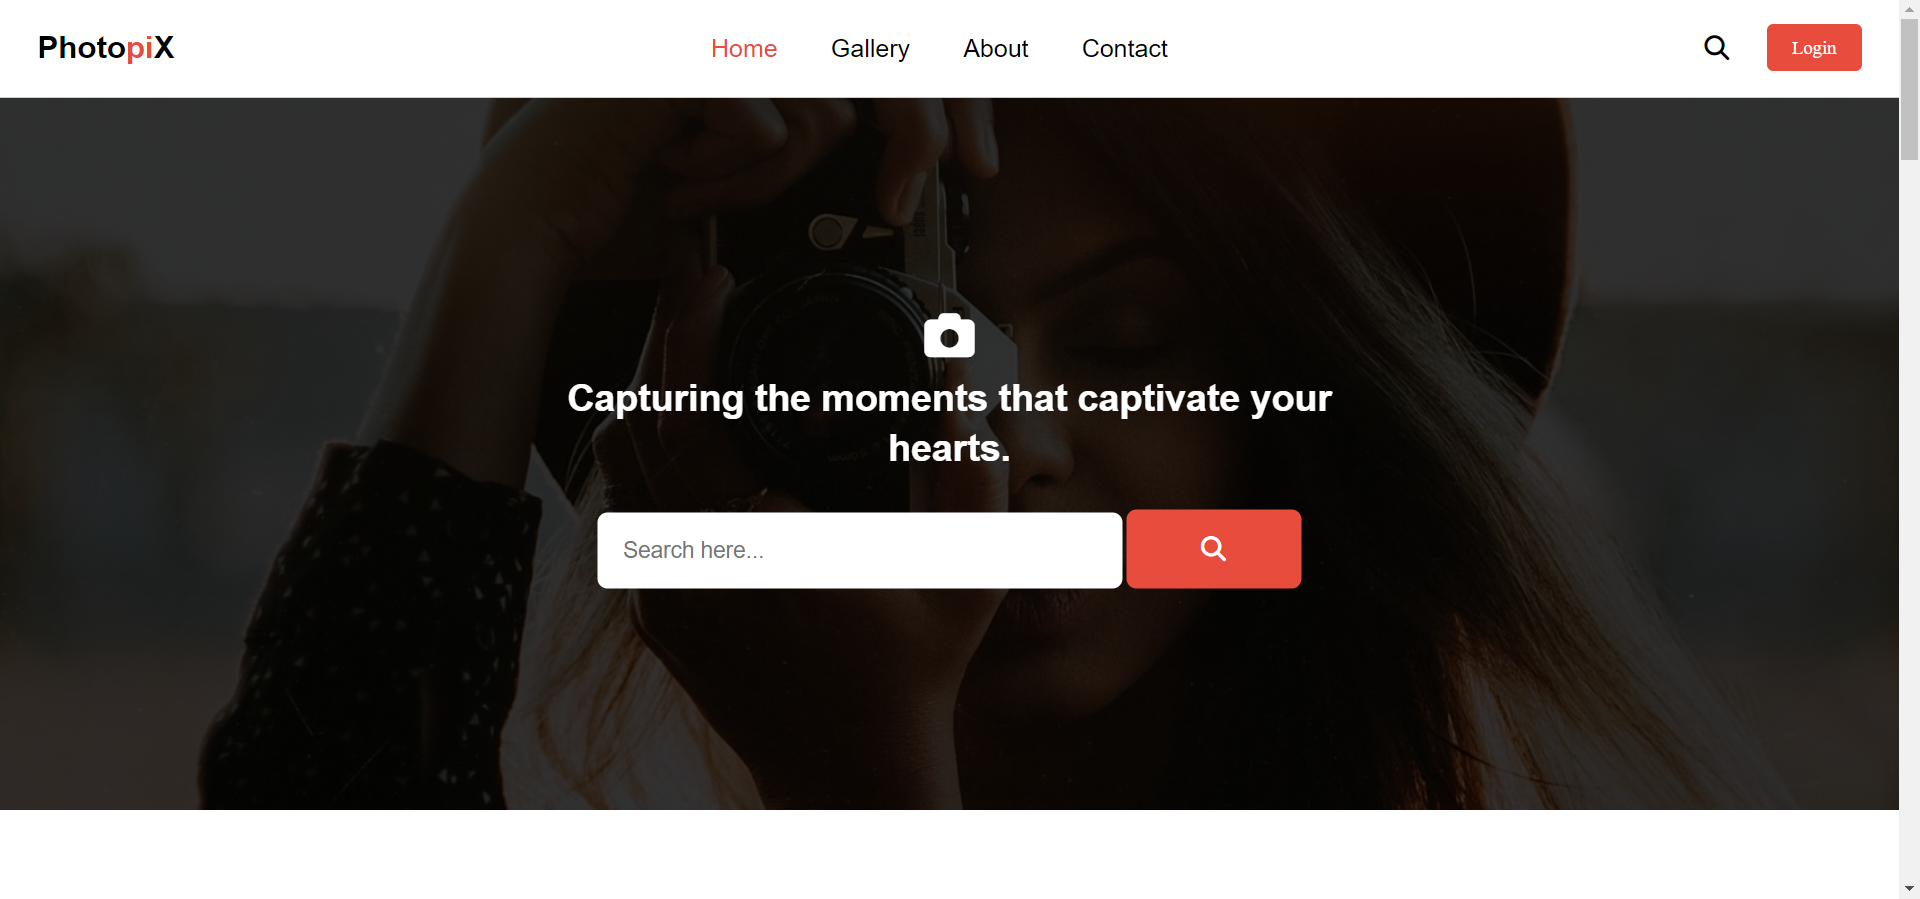 PhotopiX
Home Gallery About Contact
Login
Capturing the moments that captivate your
hearts.
Search here...